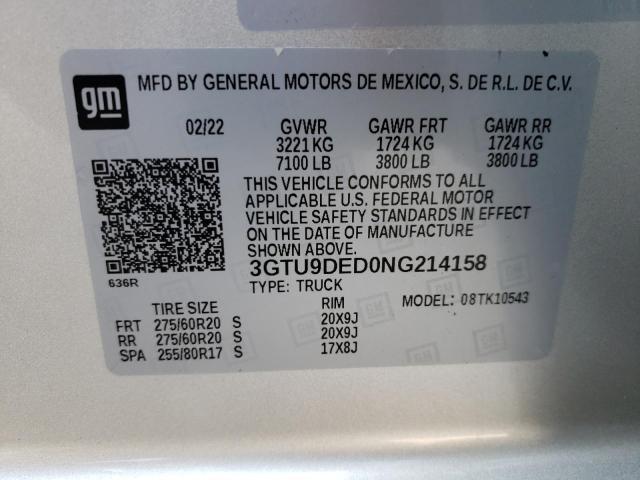 gm
MFD BY GENERAL MOTORS DE MEXICO, S. DE R.L. DE C.V.
02/22 GVWR GAWR FRT GAWR RR
3221 KG 1724 KG 1724 KG
7100 LB 3800 LB 3800 LB
THIS VEHICLE CONFORMS TO ALL
APPLICABLE U.S. FEDERAL MOTOR
VEHICLE SAFETY STANDARDS IN EFFECT
ON THE DATE OF MANUFACTURE
SHOWN ABOVE.
3GTU9DED0NG214158
636R
TYPE: TRUCK
TIRE SIZE RIM MODEL: 08TK10543
FRT 275/60R20 S 20X9J
RR 275/60R20 S 20X9J
SPA 255/80R17 S 17X8J